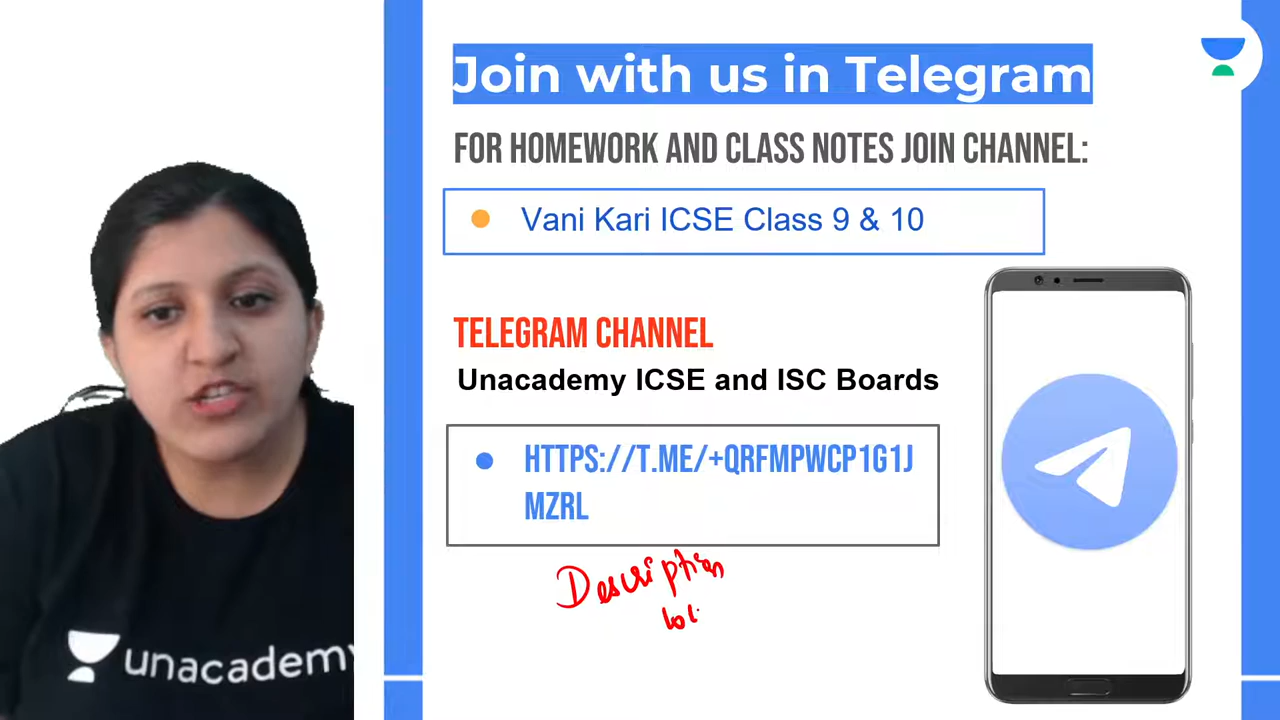 Join with us in Telegram
FOR HOMEWORK AND CLASS NOTES JOIN CHANNEL:
Vani Kari ICSE Class 9 & 10
TELEGRAM CHANNEL
Unacademy ICSE and ISC Boards
HTTPS://T.ME/+QRFMPWCP1G1J
MZRL
Description
unacademy